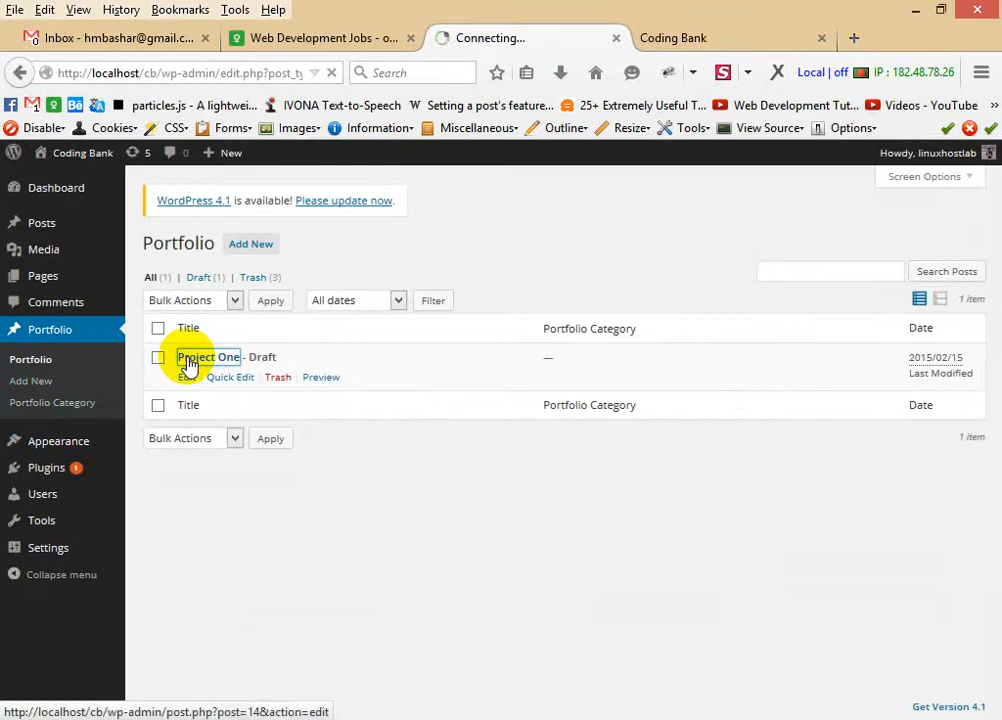 File Edit View History Bookmarks Tools Help
Inbox - hmbashar@gmail.c... × Web Development Jobs - o... × Connecting... × Coding Bank ×
http://localhost/cb/wp-admin/edit.php?post_ty Search Local | off IP : 182.48.78.26
particles.js - A lightwei... IVONA Text-to-Speech Setting a post's feature... 25+ Extremely Useful T... Web Development Tut... Videos - YouTube »
Disable Cookies CSS Forms Images Information Miscellaneous Outline Resize Tools View Source Options
Coding Bank 5 0 New Howdy, linuxhostlab
Screen Options
Dashboard
Posts
Media
Pages
Comments
Portfolio
Portfolio
Add New
Portfolio Category
Appearance
Plugins 1
Users
Tools
Settings
Collapse menu
WordPress 4.1 is available! Please update now.
Portfolio Add New
All (1) | Draft (1) | Trash (3) Search Posts
Bulk Actions Apply All dates Filter 1 item
Title Portfolio Category Date
Project One - Draft — 2015/02/15
Edit Quick Edit Trash Preview Last Modified
Title Portfolio Category Date
Bulk Actions Apply 1 item
http://localhost/cb/wp-admin/post.php?post=14&action=edit
Get Version 4.1